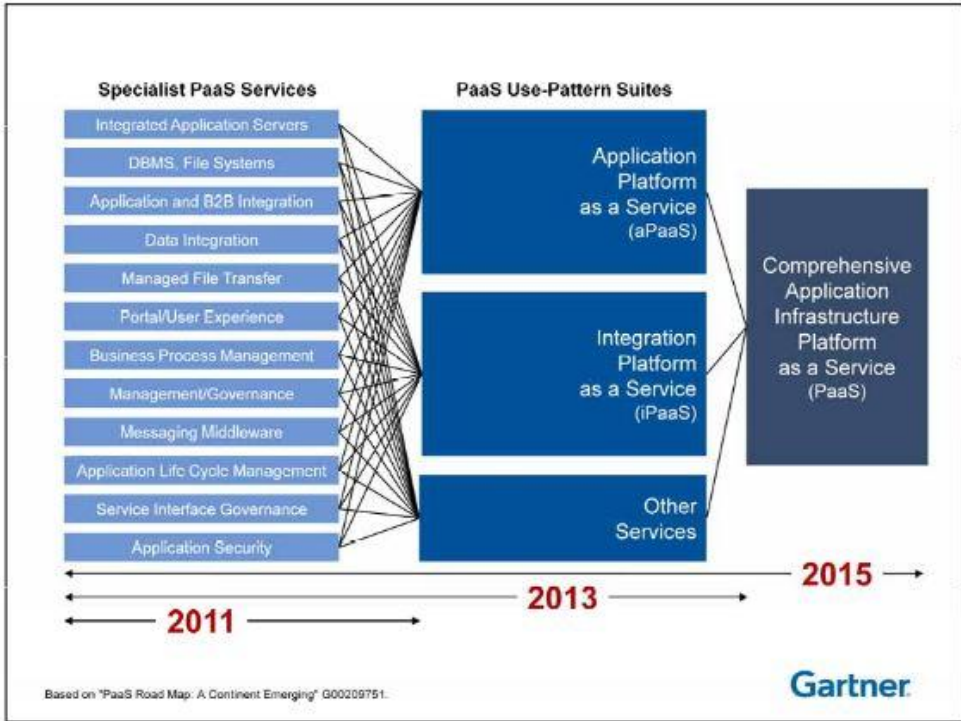 Specialist PaaS Services
Integrated Application Servers
DBMS, File Systems
Application and B2B Integration
Data Integration
Managed File Transfer
Portal/User Experience
Business Process Management
Management/Governance
Messaging Middleware
Application Life Cycle Management
Service Interface Governance
Application Security
PaaS Use-Pattern Suites
Application
Platform
as a Service
(aPaaS)
Integration
Platform
as a Service
(iPaaS)
Other
Services
Comprehensive
Application
Infrastructure
Platform
as a Service
(PaaS)
2015
2013
2011
Based on "PaaS Road Map: A Continent Emerging" G00209751.
Gartner